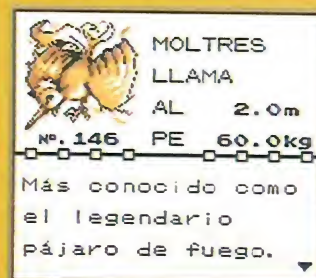 MOLTRES
LLAMA
AL 2.0m
Nº.146 PE 60.0kg
Más conocido como
el legendario
pájaro de fuego.